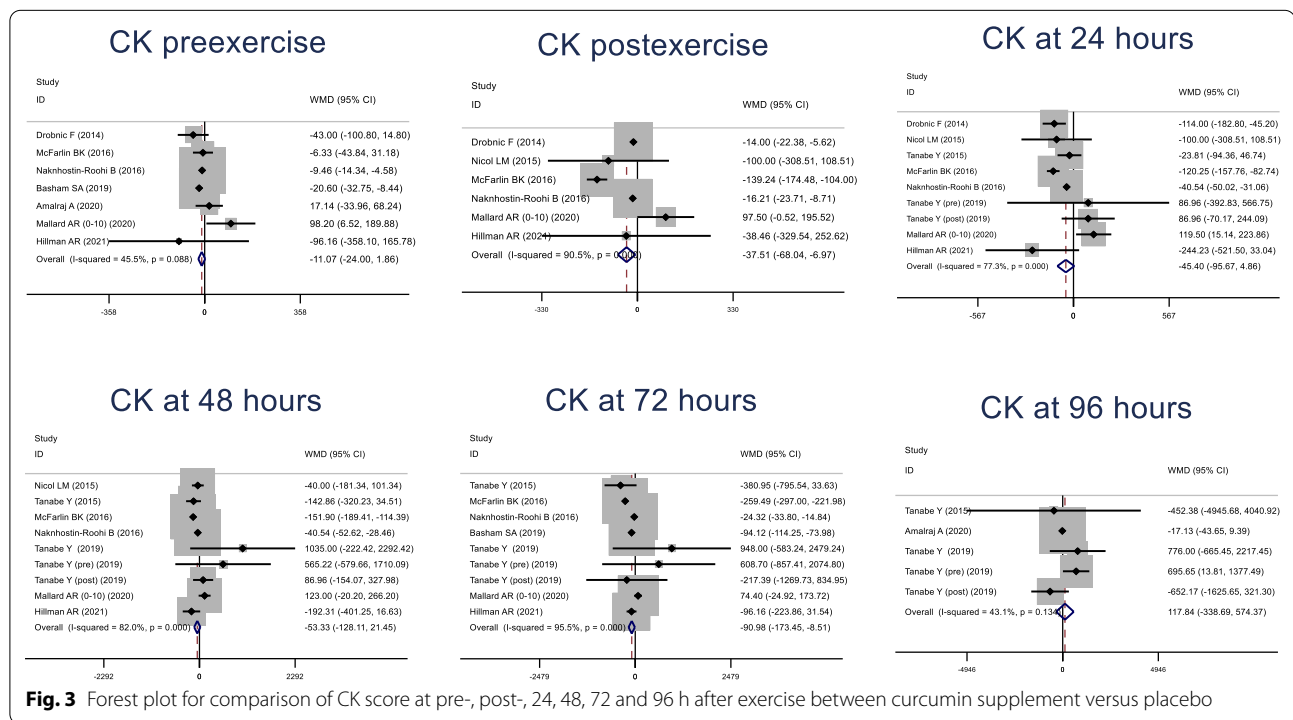 CK preexercise
Study
ID WMD (95% CI)
Drobnic F (2014) -43.00 (-100.80, 14.80)
McFarlin BK (2016) -6.33 (-43.84, 31.18)
Naknhostin-Roohi B (2016) -9.46 (-14.34, -4.58)
Basham SA (2019) -20.60 (-32.75, -8.44)
Amalraj A (2020) 17.14 (-33.96, 68.24)
Mallard AR (0-10) (2020) 98.20 (6.52, 189.88)
Hillman AR (2021) -96.16 (-358.10, 165.78)
Overall (I-squared = 45.5%, p = 0.088) -11.07 (-24.00, 1.86)
-358 0 358
CK postexercise
Study
ID WMD (95% CI)
Drobnic F (2014) -14.00 (-22.38, -5.62)
Nicol LM (2015) -100.00 (-308.51, 108.51)
McFarlin BK (2016) -139.24 (-174.48, -104.00)
Naknhostin-Roohi B (2016) -16.21 (-23.71, -8.71)
Mallard AR (0-10) (2020) 97.50 (-0.52, 195.52)
Hillman AR (2021) -38.46 (-329.54, 252.62)
Overall (I-squared = 90.5%, p = 0.000) -37.51 (-68.04, -6.97)
-330 0 330
CK at 24 hours
Study
ID WMD (95% CI)
Drobnic F (2014) -114.00 (-182.80, -45.20)
Nicol LM (2015) -100.00 (-308.51, 108.51)
Tanabe Y (2015) -23.81 (-94.36, 46.74)
McFarlin BK (2016) -120.25 (-157.76, -82.74)
Naknhostin-Roohi B (2016) -40.54 (-50.02, -31.06)
Tanabe Y (pre) (2019) 86.96 (-392.83, 566.75)
Tanabe Y (post) (2019) 86.96 (-70.17, 244.09)
Mallard AR (0-10) (2020) 119.50 (15.14, 223.86)
Hillman AR (2021) -244.23 (-521.50, 33.04)
Overall (I-squared = 77.3%, p = 0.000) -45.40 (-95.67, 4.86)
-567 0 567
CK at 48 hours
Study
ID WMD (95% CI)
Nicol LM (2015) -40.00 (-181.34, 101.34)
Tanabe Y (2015) -142.86 (-320.23, 34.51)
McFarlin BK (2016) -151.90 (-189.41, -114.39)
Naknhostin-Roohi B (2016) -40.54 (-52.62, -28.46)
Tanabe Y (2019) 1035.00 (-222.42, 2292.42)
Tanabe Y (pre) (2019) 565.22 (-579.66, 1710.09)
Tanabe Y (post) (2019) 86.96 (-154.07, 327.98)
Mallard AR (0-10) (2020) 123.00 (-20.20, 266.20)
Hillman AR (2021) -192.31 (-401.25, 16.63)
Overall (I-squared = 82.0%, p = 0.000) -53.33 (-128.11, 21.45)
-2292 0 2292
CK at 72 hours
Study
ID WMD (95% CI)
Tanabe Y (2015) -380.95 (-795.54, 33.63)
McFarlin BK (2016) -259.49 (-297.00, -221.98)
Naknhostin-Roohi B (2016) -24.32 (-33.80, -14.84)
Basham SA (2019) -94.12 (-114.25, -73.98)
Tanabe Y (2019) 948.00 (-583.24, 2479.24)
Tanabe Y (pre) (2019) 608.70 (-857.41, 2074.80)
Tanabe Y (post) (2019) -217.39 (-1269.73, 834.95)
Mallard AR (0-10) (2020) 74.40 (-24.92, 173.72)
Hillman AR (2021) -96.16 (-223.86, 31.54)
Overall (I-squared = 95.5%, p = 0.000) -90.98 (-173.45, -8.51)
-2479 0 2479
CK at 96 hours
Study
ID WMD (95% CI)
Tanabe Y (2015) -452.38 (-4945.68, 4040.92)
Amalraj A (2020) -17.13 (-43.65, 9.39)
Tanabe Y (2019) 776.00 (-665.45, 2217.45)
Tanabe Y (pre) (2019) 695.65 (13.81, 1377.49)
Tanabe Y (post) (2019) -652.17 (-1625.65, 321.30)
Overall (I-squared = 43.1%, p = 0.134) 117.84 (-338.69, 574.37)
-4946 0 4946
Fig. 3 Forest plot for comparison of CK score at pre-, post-, 24, 48, 72 and 96 h after exercise between curcumin supplement versus placebo